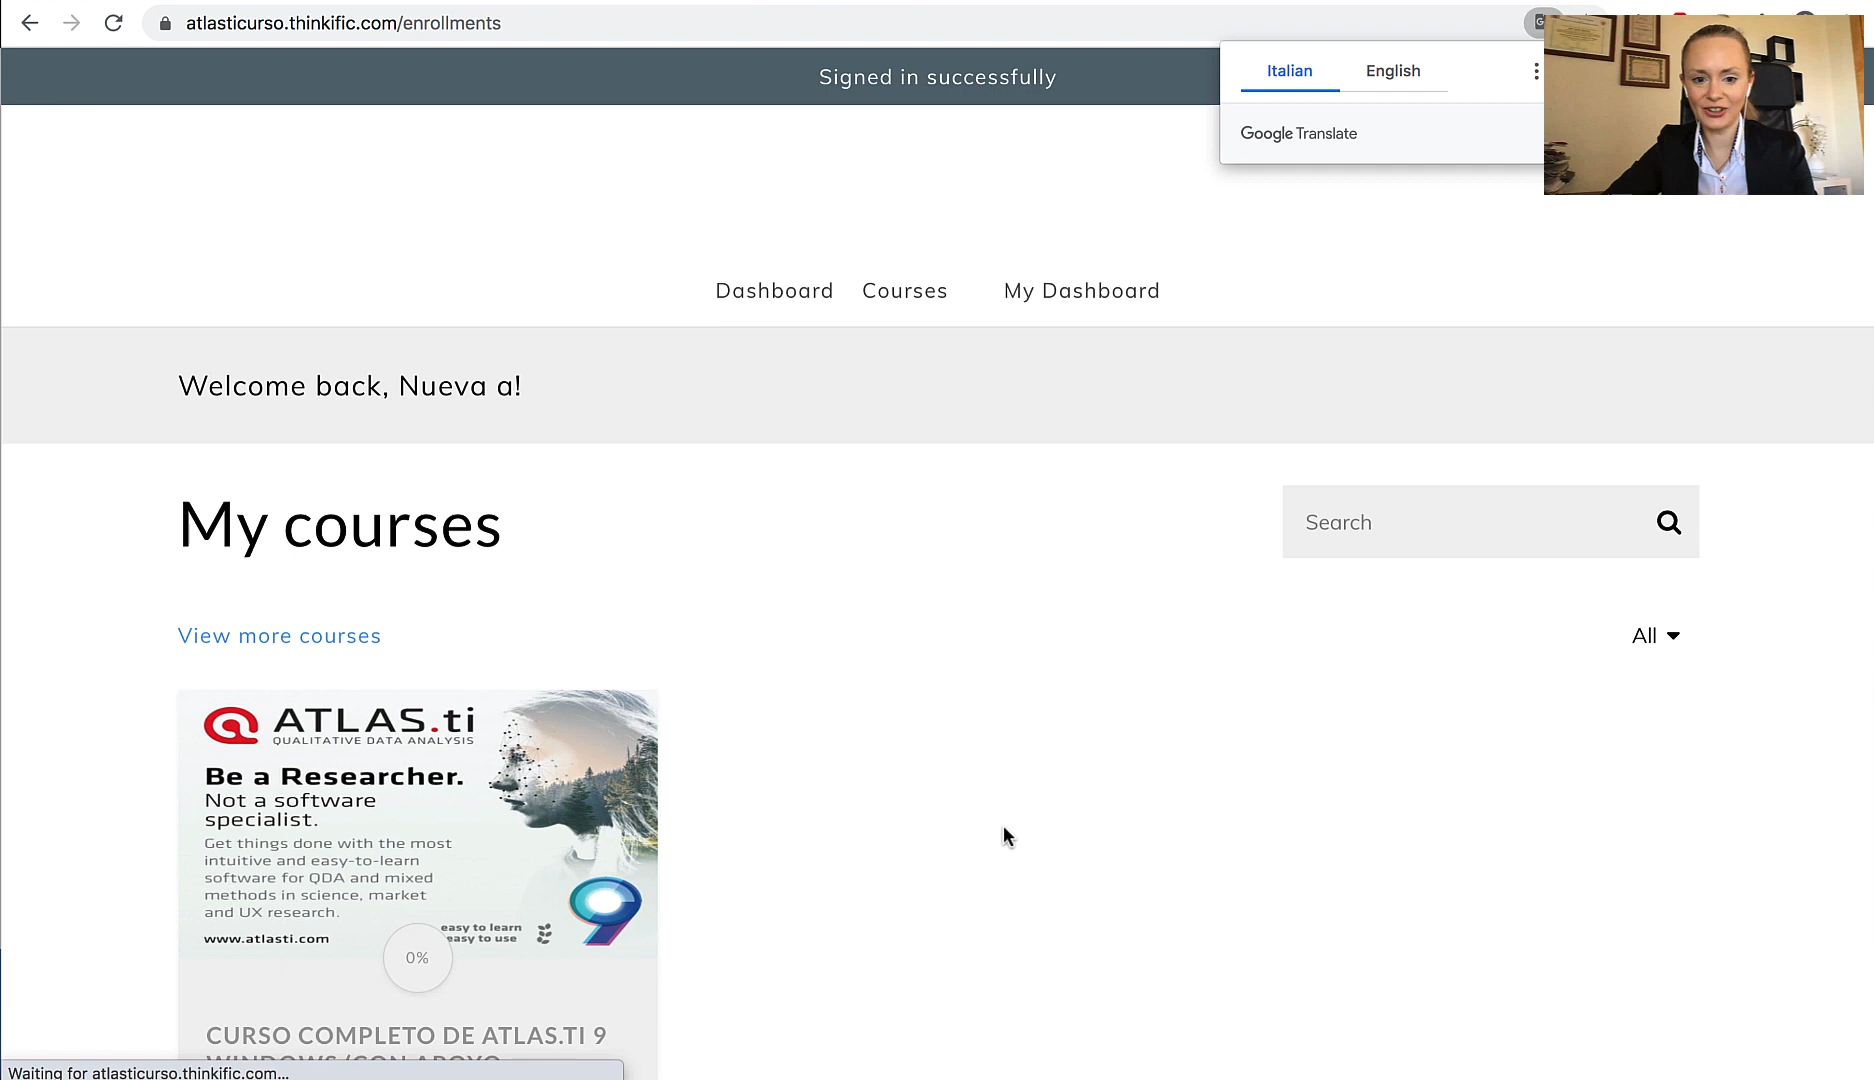 atlasticurso.thinkific.com/enrollments
Signed in successfully
Italian
English
Google Translate
Dashboard
Courses
My Dashboard
Welcome back, Nueva a!
My courses
Search
View more courses
All
ATLAS.ti
QUALITATIVE DATA ANALYSIS
Be a Researcher.
Not a software
specialist.
Get things done with the most
intuitive and easy-to-learn
software for QDA and mixed
methods in science, market
and UX research.
www.atlasti.com
easy to learn
easy to use
9
0%
CURSO COMPLETO DE ATLAS.TI 9
WINDOWS (CON APOYO
Waiting for atlasticurso.thinkific.com...